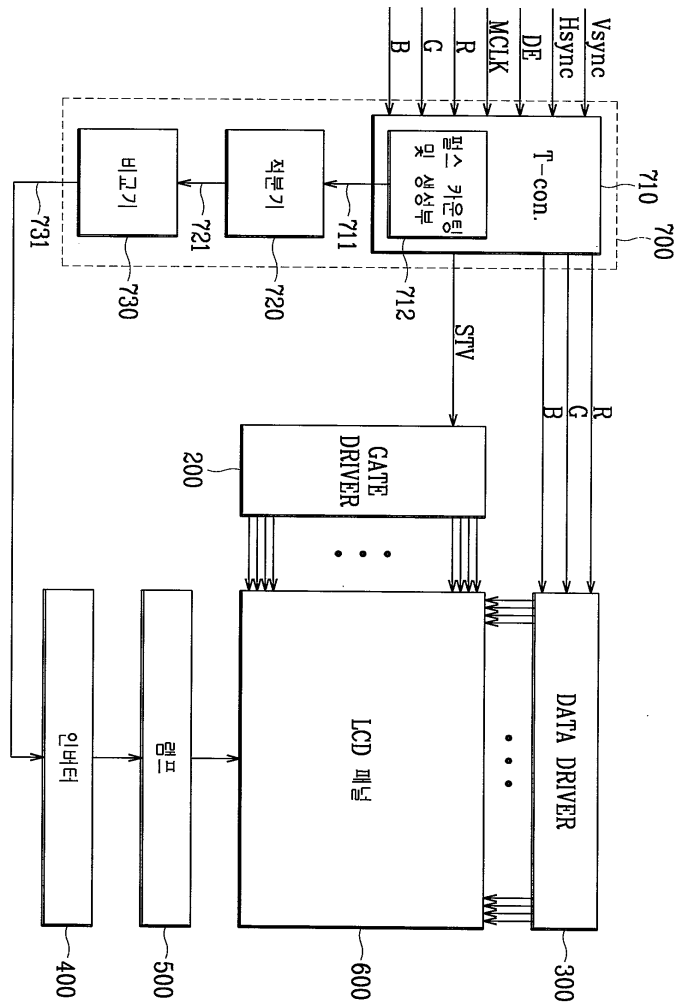 Vsync
Hsync
DE
MCLK
R
G
B
700
710
T-con.
펄스 카운팅
및 생성부
712
711
적분기
720
721
비교기
730
731
R
G
B
STV
DATA DRIVER
300
GATE
DRIVER
200
LCD 패널
600
램프
500
인버터
400